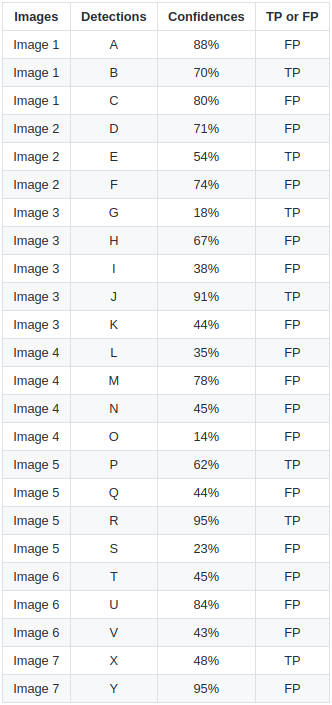 Images Detections Confidences TP or FP
Image 1 A 88% FP
Image 1 B 70% TP
Image 1 C 80% FP
Image 2 D 71% FP
Image 2 E 54% TP
Image 2 F 74% FP
Image 3 G 18% TP
Image 3 H 67% FP
Image 3 I 38% FP
Image 3 J 91% TP
Image 3 K 44% FP
Image 4 L 35% FP
Image 4 M 78% FP
Image 4 N 45% FP
Image 4 O 14% FP
Image 5 P 62% TP
Image 5 Q 44% FP
Image 5 R 95% TP
Image 5 S 23% FP
Image 6 T 45% FP
Image 6 U 84% FP
Image 6 V 43% FP
Image 7 X 48% TP
Image 7 Y 95% FP